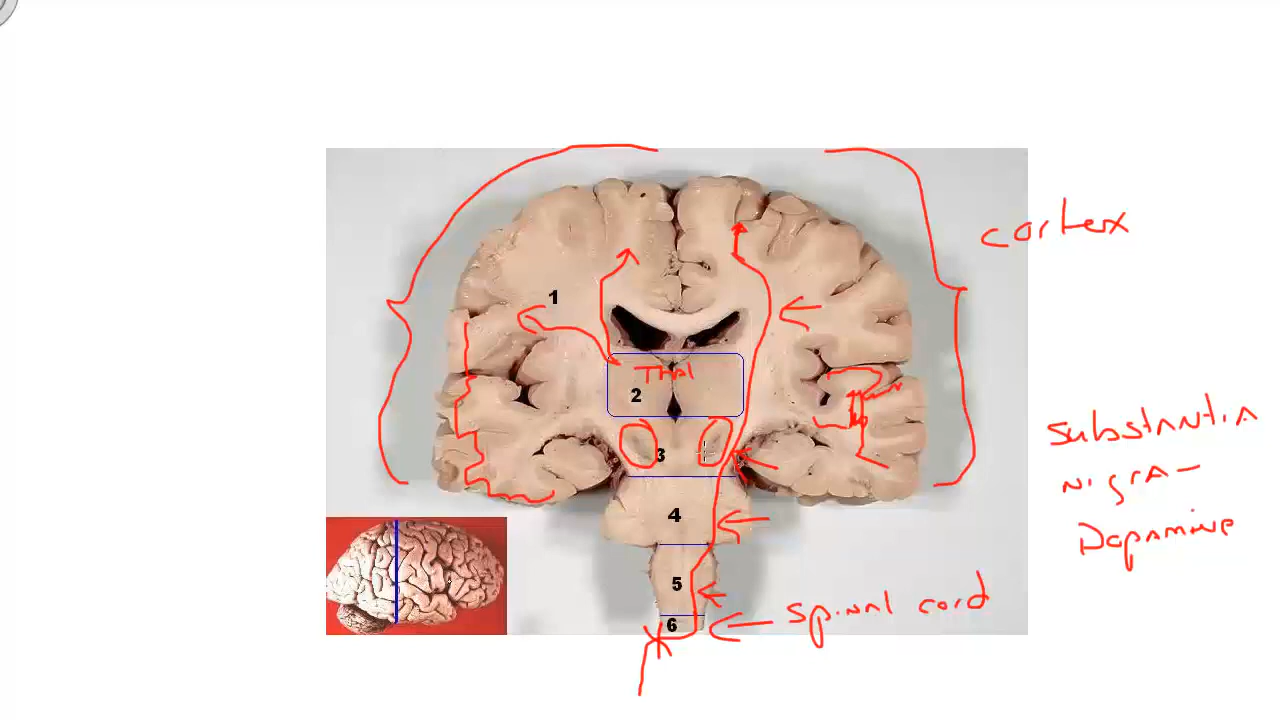 cortex
1
Thal
2
3
substantia
nigra -
Dopamine
4
5
spinal cord
6